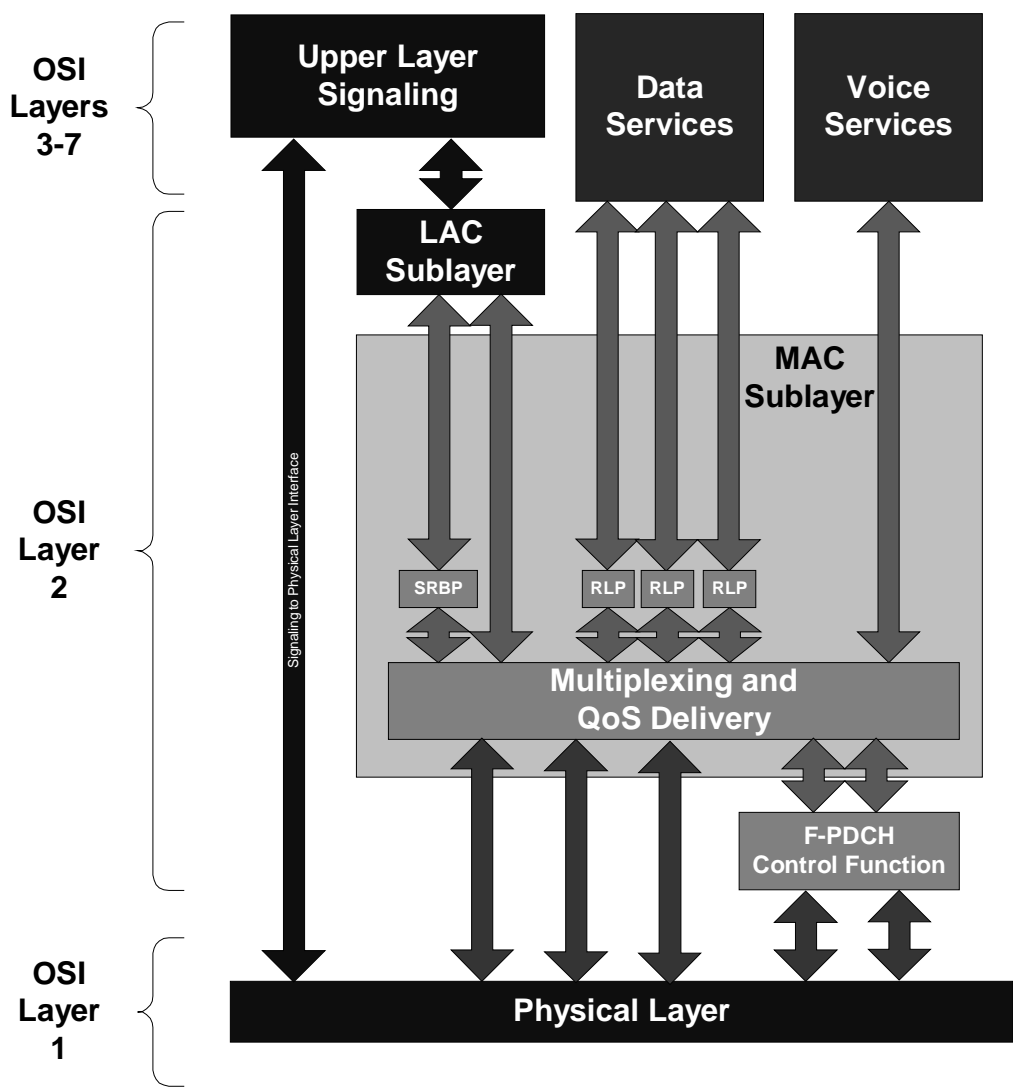 OSI
Layers
3-7
Upper Layer
Signaling
Data
Services
Voice
Services
LAC
Sublayer
MAC
Sublayer
OSI
Layer
2
Signaling to Physical Layer Interface
SRBP
RLP
RLP
RLP
Multiplexing and
QoS Delivery
F-PDCH
Control Function
OSI
Layer
1
Physical Layer